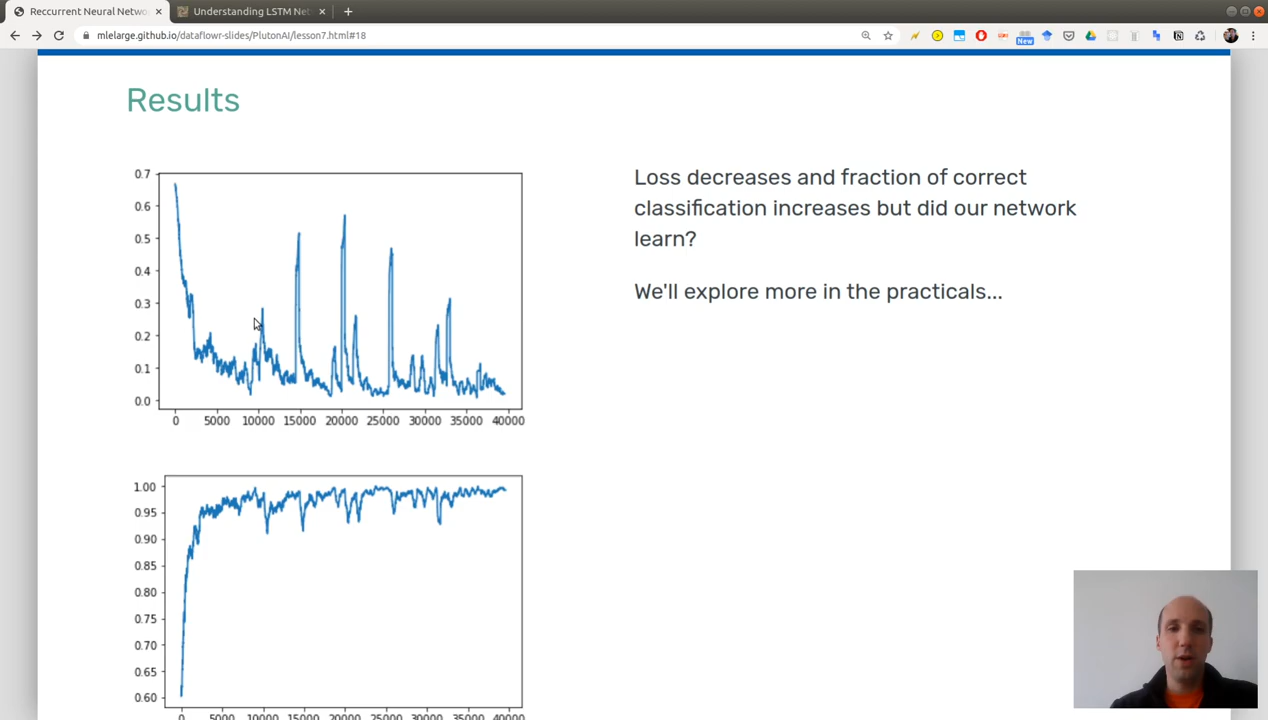 Reccurrent Neural Netwo
Understanding LSTM Net
mlelarge.github.io/dataflowr-slides/PlutonAI/lesson7.html#18
New
Results
0.7
0.6
0.5
0.4
0.3
0.2
0.1
0.0
0 5000 10000 15000 20000 25000 30000 35000 40000
Loss decreases and fraction of correct
classification increases but did our network
learn?
We'll explore more in the practicals...
1.00
0.95
0.90
0.85
0.80
0.75
0.70
0.65
0.60
0 5000 10000 15000 20000 25000 30000 35000 40000